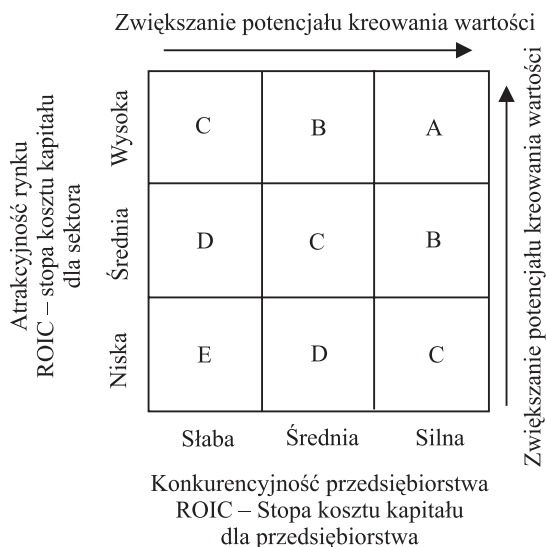 Zwiększanie potencjału kreowania wartości
Zwiększanie potencjału kreowania wartości
Atrakcyjność rynku
ROIC – stopa kosztu kapitału
dla sektora
Wysoka
C B A
Średnia
D C B
Niska
E D C
Słaba Średnia Silna
Konkurencyjność przedsiębiorstwa
ROIC – Stopa kosztu kapitału
dla przedsiębiorstwa